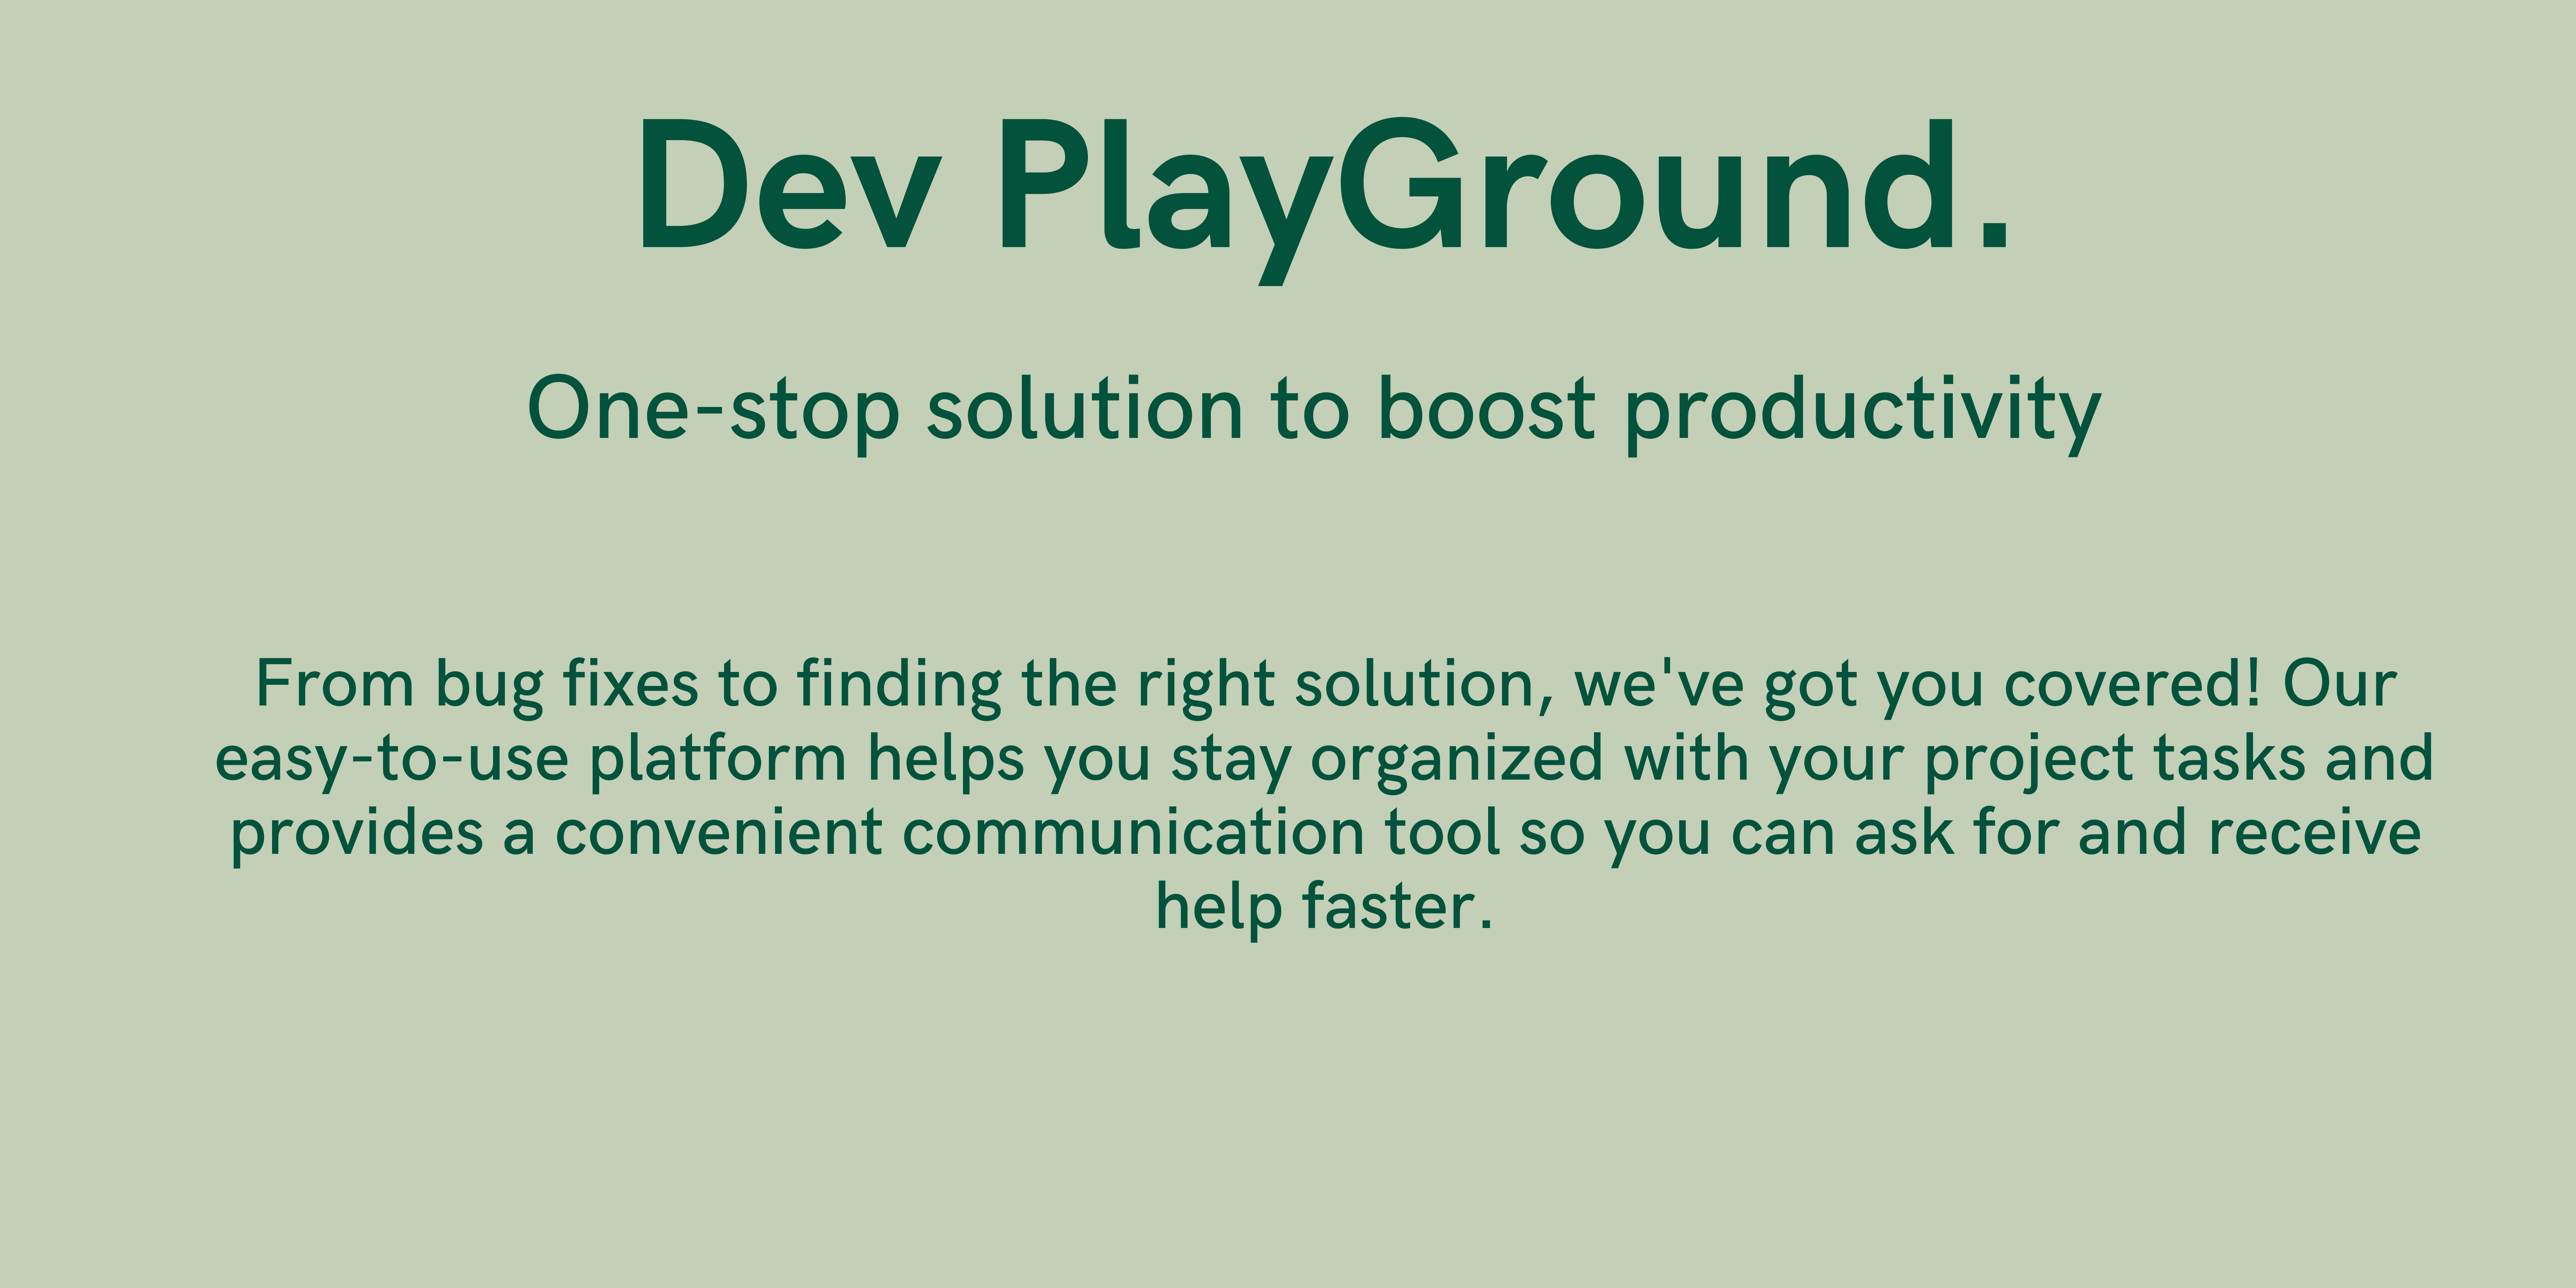 Dev PlayGround.
One-stop solution to boost productivity
From bug fixes to finding the right solution, we've got you covered! Our
easy-to-use platform helps you stay organized with your project tasks and
provides a convenient communication tool so you can ask for and receive
help faster.